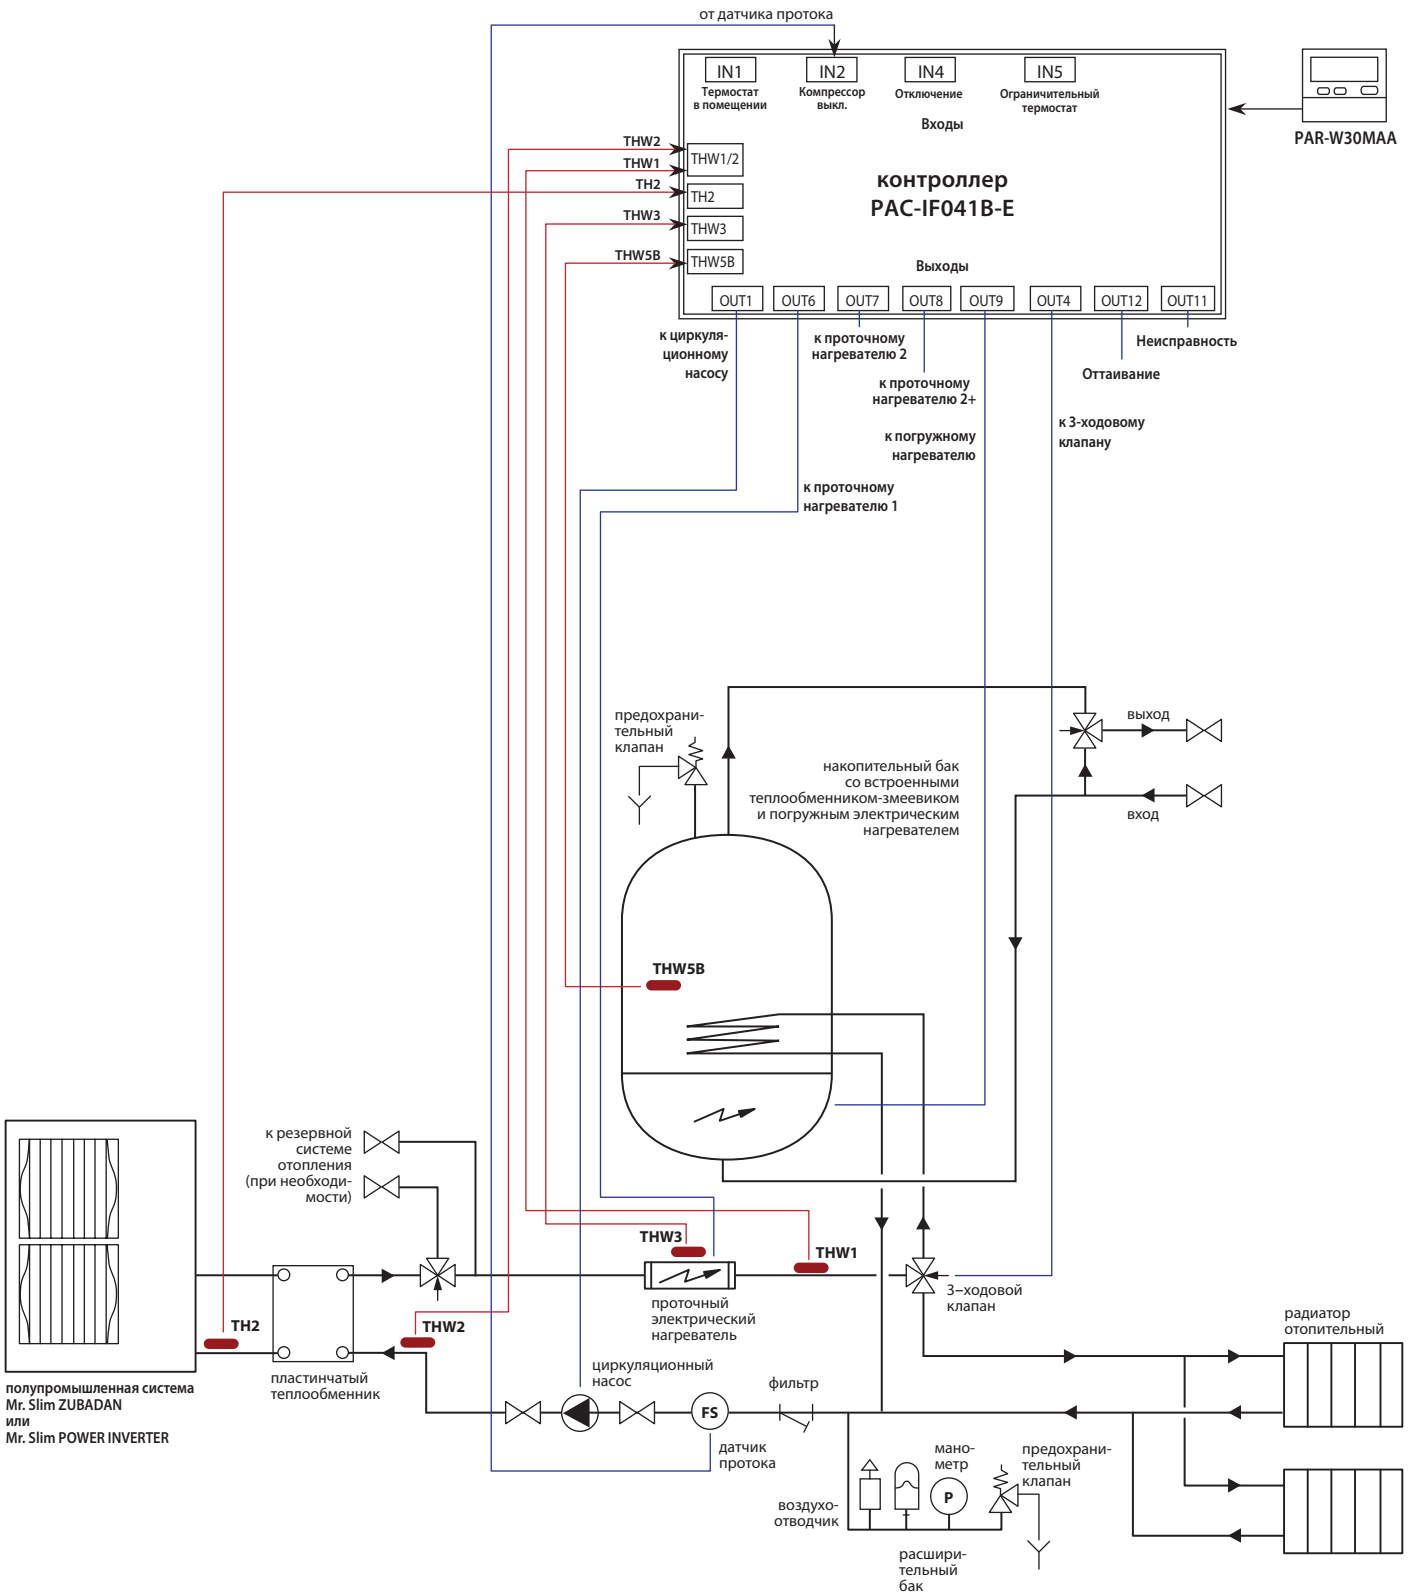 от датчика протока
IN1
Термостат
в помещении
IN2
Компрессор
выкл.
IN4
Отключение
IN5
Ограничительный
термостат
Входы
PAR-W30MAA
THW2
THW1
TH2
THW3
THW5B
THW1/2
TH2
THW3
THW5B
контроллер
PAC-IF041B-E
Выходы
OUT1
OUT6
OUT7
OUT8
OUT9
OUT4
OUT12
OUT11
к циркуля-
ционному
насосу
к проточному
нагревателю 2
Неисправность
Оттаивание
к проточному
нагревателю 2+
к погружному
нагревателю
к 3-ходовому
клапану
к проточному
нагревателю 1
предохрани-
тельный
клапан
накопительный бак
со встроенными
теплообменником-змеевиком
и погружным электрическим
нагревателем
выход
вход
THW5B
к резервной
системе
отопления
(при необходи-
мости)
THW3
THW1
3–ходовой
клапан
проточный
электрический
нагреватель
TH2
THW2
радиатор
отопительный
пластинчатый
теплообменник
полупромышленная система
Mr. Slim ZUBADAN
или
Mr. Slim POWER INVERTER
циркуляционный
насос
фильтр
FS
датчик
протока
воздухо-
отводчик
мано-
метр
P
предохрани-
тельный
клапан
расшири-
тельный
бак